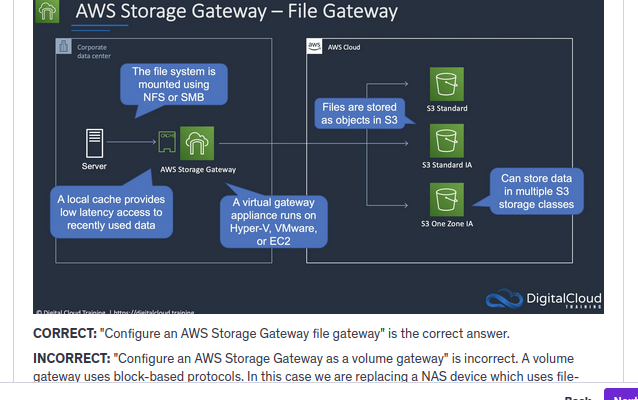 AWS Storage Gateway – File Gateway
Corporate
data center
aws
AWS Cloud
The file system is
mounted using
NFS or SMB
Files are stored
as objects in S3
S3 Standard
CACHE
Server
AWS Storage Gateway
S3 Standard IA
A local cache provides
low latency access to
recently used data
A virtual gateway
appliance runs on
Hyper-V, VMware,
or EC2
Can store data
in multiple S3
storage classes
S3 One Zone IA
DigitalCloud
TRAINING
© Digital Cloud Training | https://digitalcloud.training
CORRECT: "Configure an AWS Storage Gateway file gateway" is the correct answer.
INCORRECT: "Configure an AWS Storage Gateway as a volume gateway" is incorrect. A volume
gateway uses block-based protocols. In this case we are replacing a NAS device which uses file-